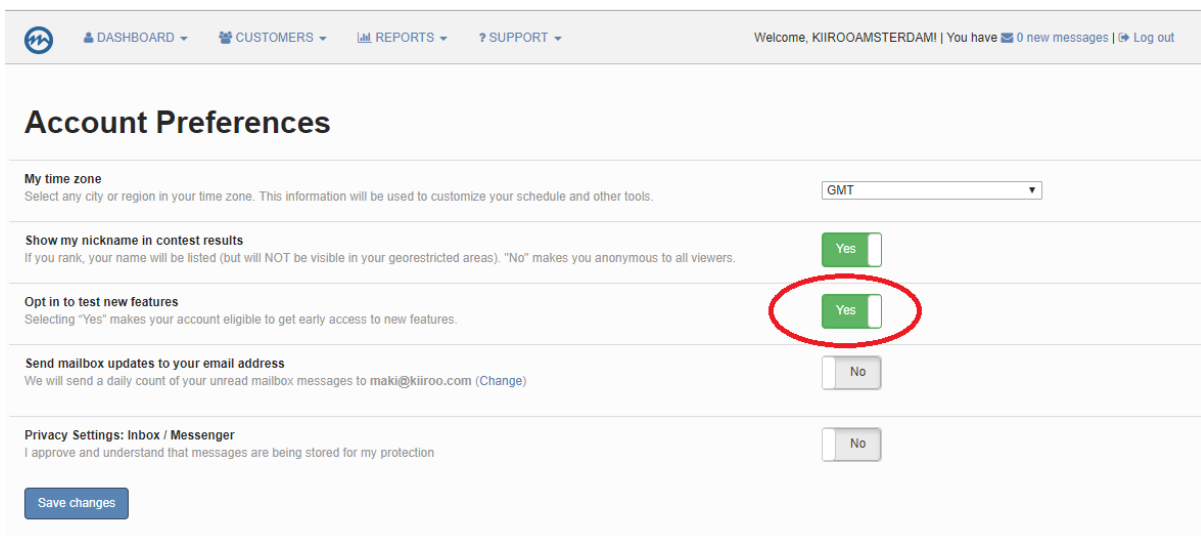 DASHBOARD CUSTOMERS REPORTS ? SUPPORT Welcome, KIIROOAMSTERDAM! | You have 0 new messages | Log out
Account Preferences
My time zone
Select any city or region in your time zone. This information will be used to customize your schedule and other tools.
GMT
Show my nickname in contest results
If you rank, your name will be listed (but will NOT be visible in your georestricted areas). "No" makes you anonymous to all viewers.
Yes
Opt in to test new features
Selecting “Yes” makes your account eligible to get early access to new features.
Yes
Send mailbox updates to your email address
We will send a daily count of your unread mailbox messages to maki@kiiroo.com (Change)
No
Privacy Settings: Inbox / Messenger
I approve and understand that messages are being stored for my protection
No
Save changes